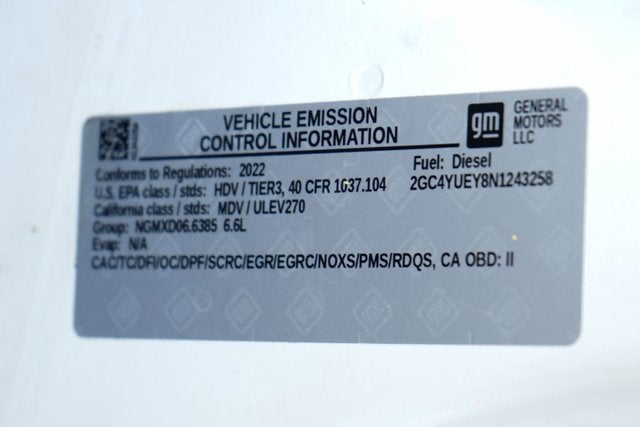 VEHICLE EMISSION
CONTROL INFORMATION
gm
GENERAL
MOTORS
LLC
Conforms to Regulations: 2022
Fuel: Diesel
U.S. EPA class / stds: HDV / TIER3, 40 CFR 1037.104
2GC4YUEY8N1243258
California class / stds: MDV / ULEV270
Group: NGMXD06.6385 6.6L
Evap: N/A
CAC/TC/DFI/OC/DPF/SCRC/EGR/EGRC/NOXS/PMS/RDQS, CA OBD: II